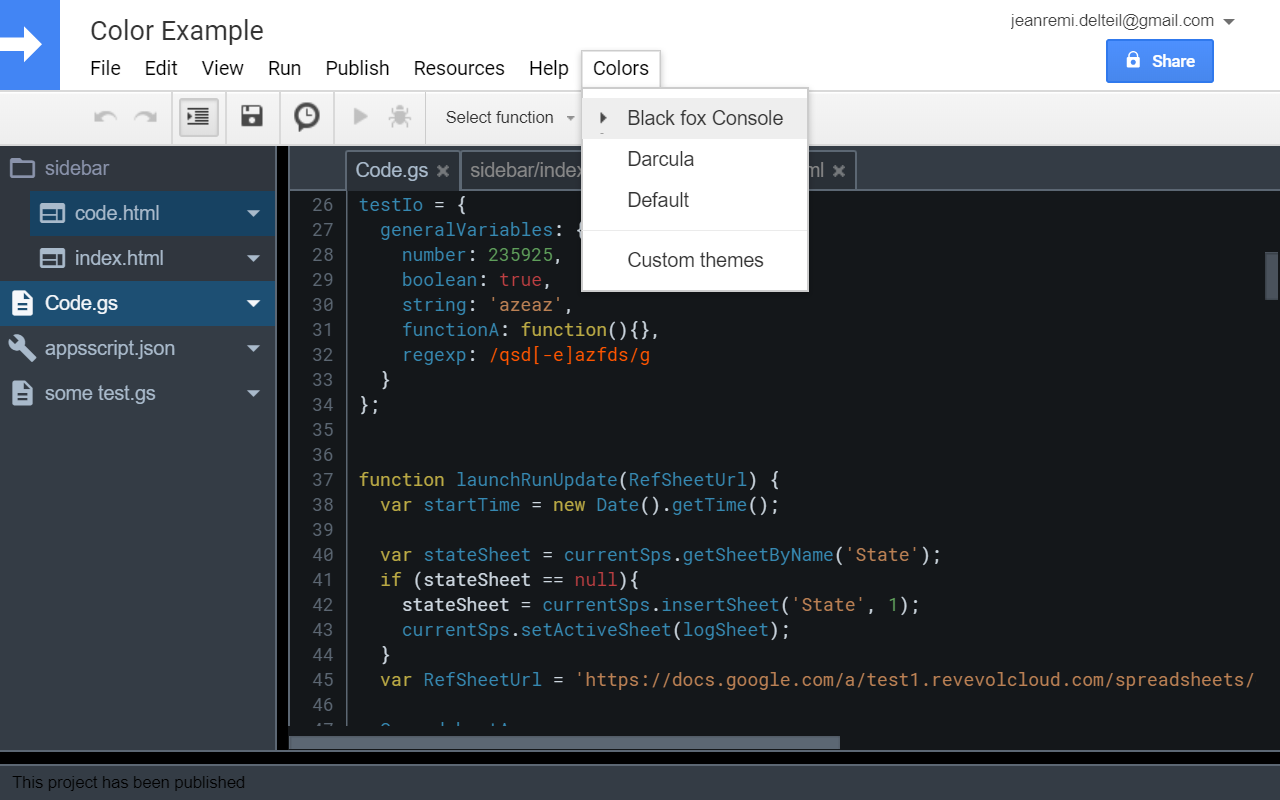 Color Example
jeanremi.delteil@gmail.com
File Edit View Run Publish Resources Help Colors
Share
Select function
Black fox Console
Darcula
Default
Custom themes
sidebar
code.html
index.html
Code.gs
appsscript.json
some test.gs
Code.gs sidebar/index ml
26 testIo = {
27 generalVariables: {
28 number: 235925,
29 boolean: true,
30 string: 'azeaz',
31 functionA: function(){},
32 regexp: /qsd[-e]azfds/g
33 }
34 };
35
36
37 function launchRunUpdate(RefSheetUrl) {
38 var startTime = new Date().getTime();
39
40 var stateSheet = currentSps.getSheetByName('State');
41 if (stateSheet == null){
42 stateSheet = currentSps.insertSheet('State', 1);
43 currentSps.setActiveSheet(logSheet);
44 }
45 var RefSheetUrl = 'https://docs.google.com/a/test1.revevolcloud.com/spreadsheets/
46
This project has been published